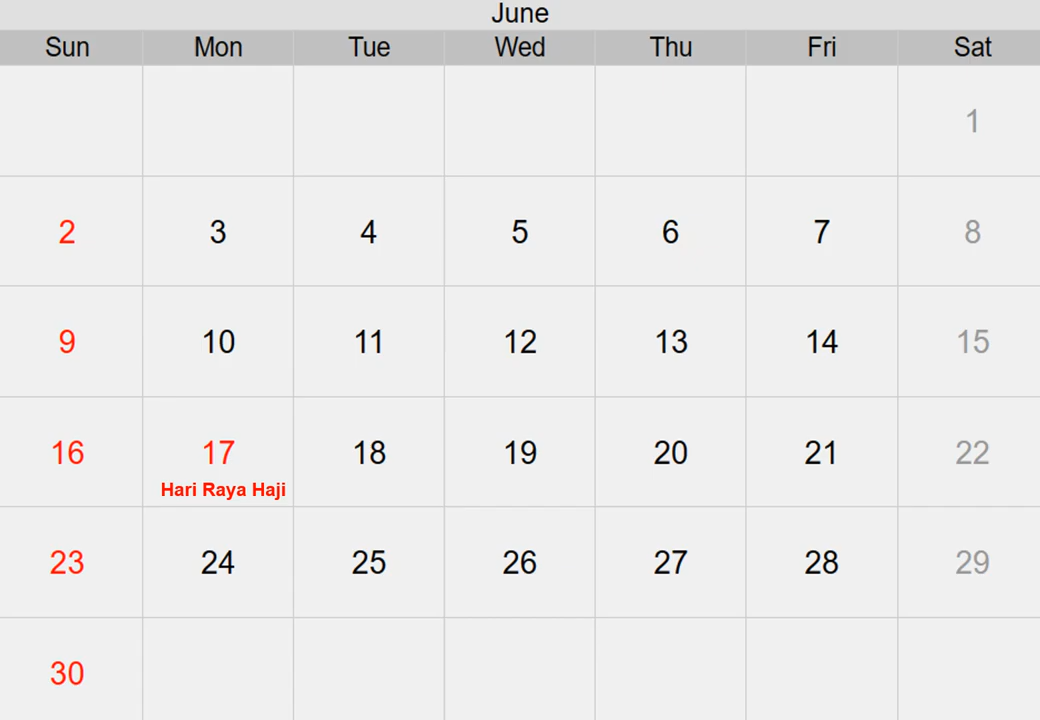 June
Sun Mon Tue Wed Thu Fri Sat
1
2 3 4 5 6 7 8
9 10 11 12 13 14 15
16 17 18 19 20 21 22
Hari Raya Haji
23 24 25 26 27 28 29
30